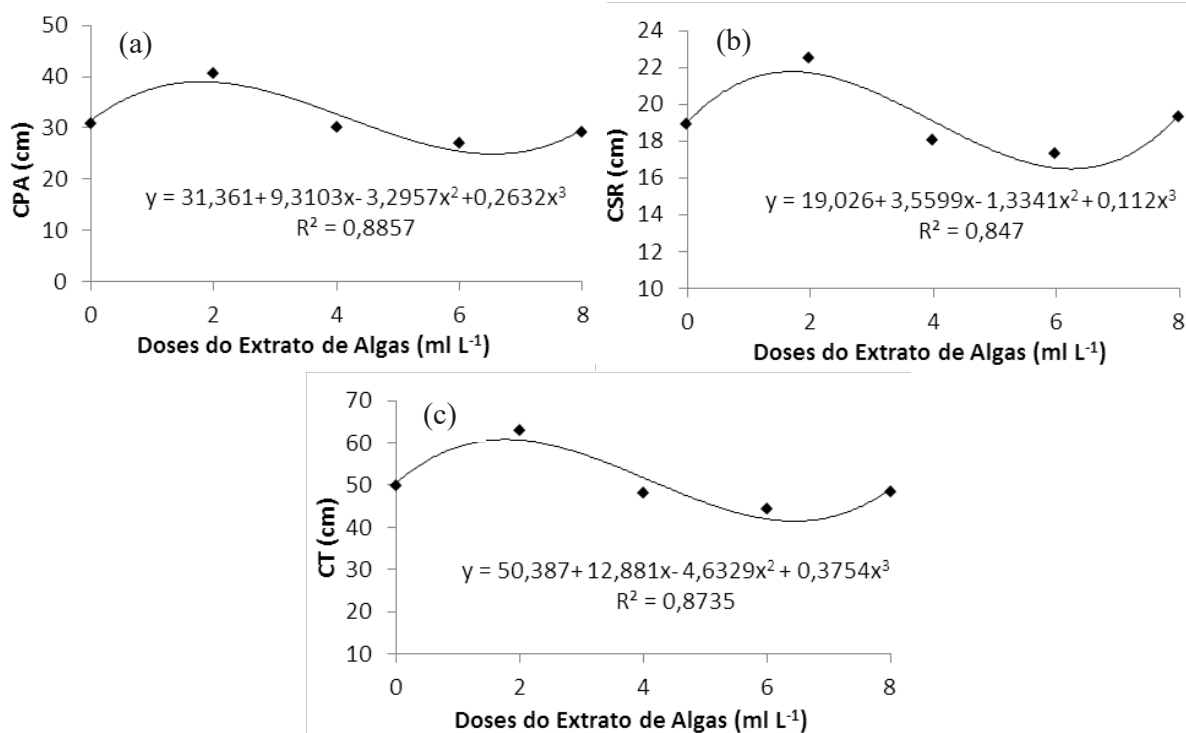 (a)
50
40
30
20
10
0
CPA (cm)
y = 31,361+ 9,3103x- 3,2957x² +0,2632x³
R² = 0,8857
0 2 4 6 8
Doses do Extrato de Algas (ml L⁻¹)
(b)
24
22
20
18
16
14
12
10
CSR (cm)
y = 19,026+ 3,5599x- 1,3341x² + 0,112x³
R² = 0,847
0 2 4 6 8
Doses do Extrato de Algas (ml L⁻¹)
(c)
70
60
50
40
30
20
10
CT (cm)
y = 50,387+ 12,881x- 4,6329x² + 0,3754x³
R² = 0,8735
0 2 4 6 8
Doses do Extrato de Algas (ml L⁻¹)